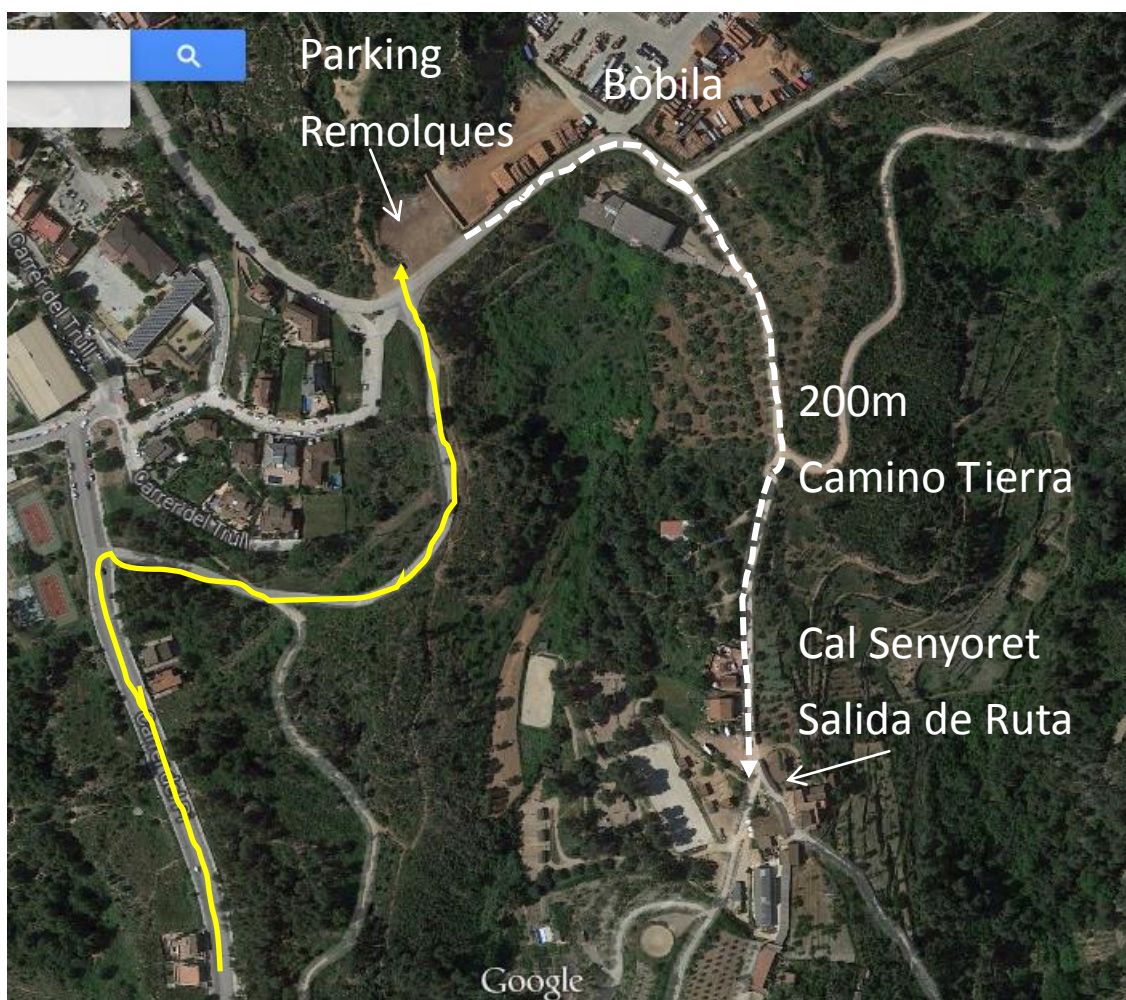 Parking
Remolques
Bòbila
Carrer del Trull
200m
Camino Tierra
Carrer del Trull
Cal Senyoret
Salida de Ruta
Google